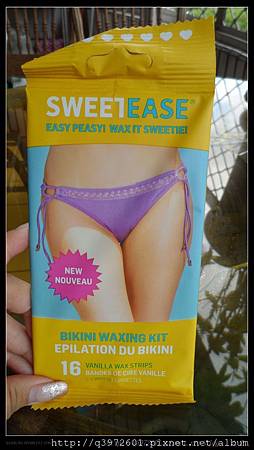 SWEETEASE®
EASY PEASY! WAX IT SWEETIE!
NEW
NOUVEAU
BIKINI WAXING KIT
EPILATION DU BIKINI
16 VANILLA WAX STRIPS
BANDES DE CIRE VANILLE
http://q3972601.pixnet.net/album